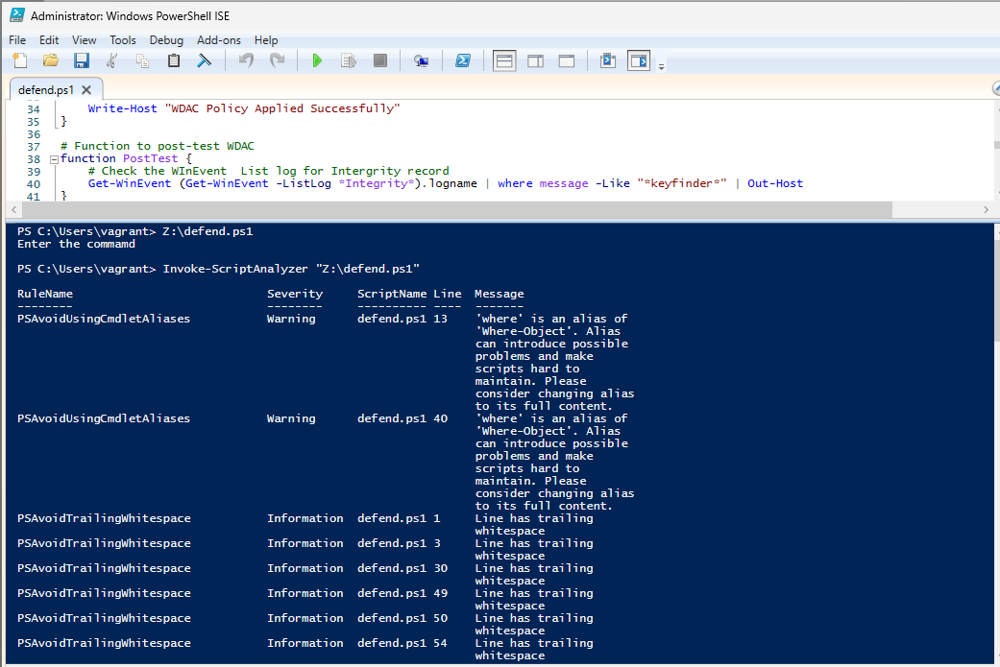 Administrator: Windows PowerShell ISE
File Edit View Tools Debug Add-ons Help
defend.ps1
34 Write-Host "WDAC Policy Applied Successfully"
35 }
36
37 # Function to post-test WDAC
38 function PostTest {
39 # Check the WInEvent  List log for Intergrity record
40 Get-WinEvent (Get-WinEvent -ListLog *Integrity*).logname | where message -Like "*keyfinder*" | Out-Host
41 }
PS C:\Users\vagrant> Z:\defend.ps1
Enter the commamd
PS C:\Users\vagrant> Invoke-ScriptAnalyzer "Z:\defend.ps1"
RuleName Severity ScriptName Line Message
-------- -------- ---------- ---- -------
PSAvoidUsingCmdletAliases Warning defend.ps1 13 'where' is an alias of
'Where-Object'. Alias
can introduce possible
problems and make
scripts hard to
maintain. Please
consider changing alias
to its full content.
PSAvoidUsingCmdletAliases Warning defend.ps1 40 'where' is an alias of
'Where-Object'. Alias
can introduce possible
problems and make
scripts hard to
maintain. Please
consider changing alias
to its full content.
PSAvoidTrailingWhitespace Information defend.ps1 1 Line has trailing
whitespace
PSAvoidTrailingWhitespace Information defend.ps1 3 Line has trailing
whitespace
PSAvoidTrailingWhitespace Information defend.ps1 30 Line has trailing
whitespace
PSAvoidTrailingWhitespace Information defend.ps1 49 Line has trailing
whitespace
PSAvoidTrailingWhitespace Information defend.ps1 50 Line has trailing
whitespace
PSAvoidTrailingWhitespace Information defend.ps1 54 Line has trailing
whitespace